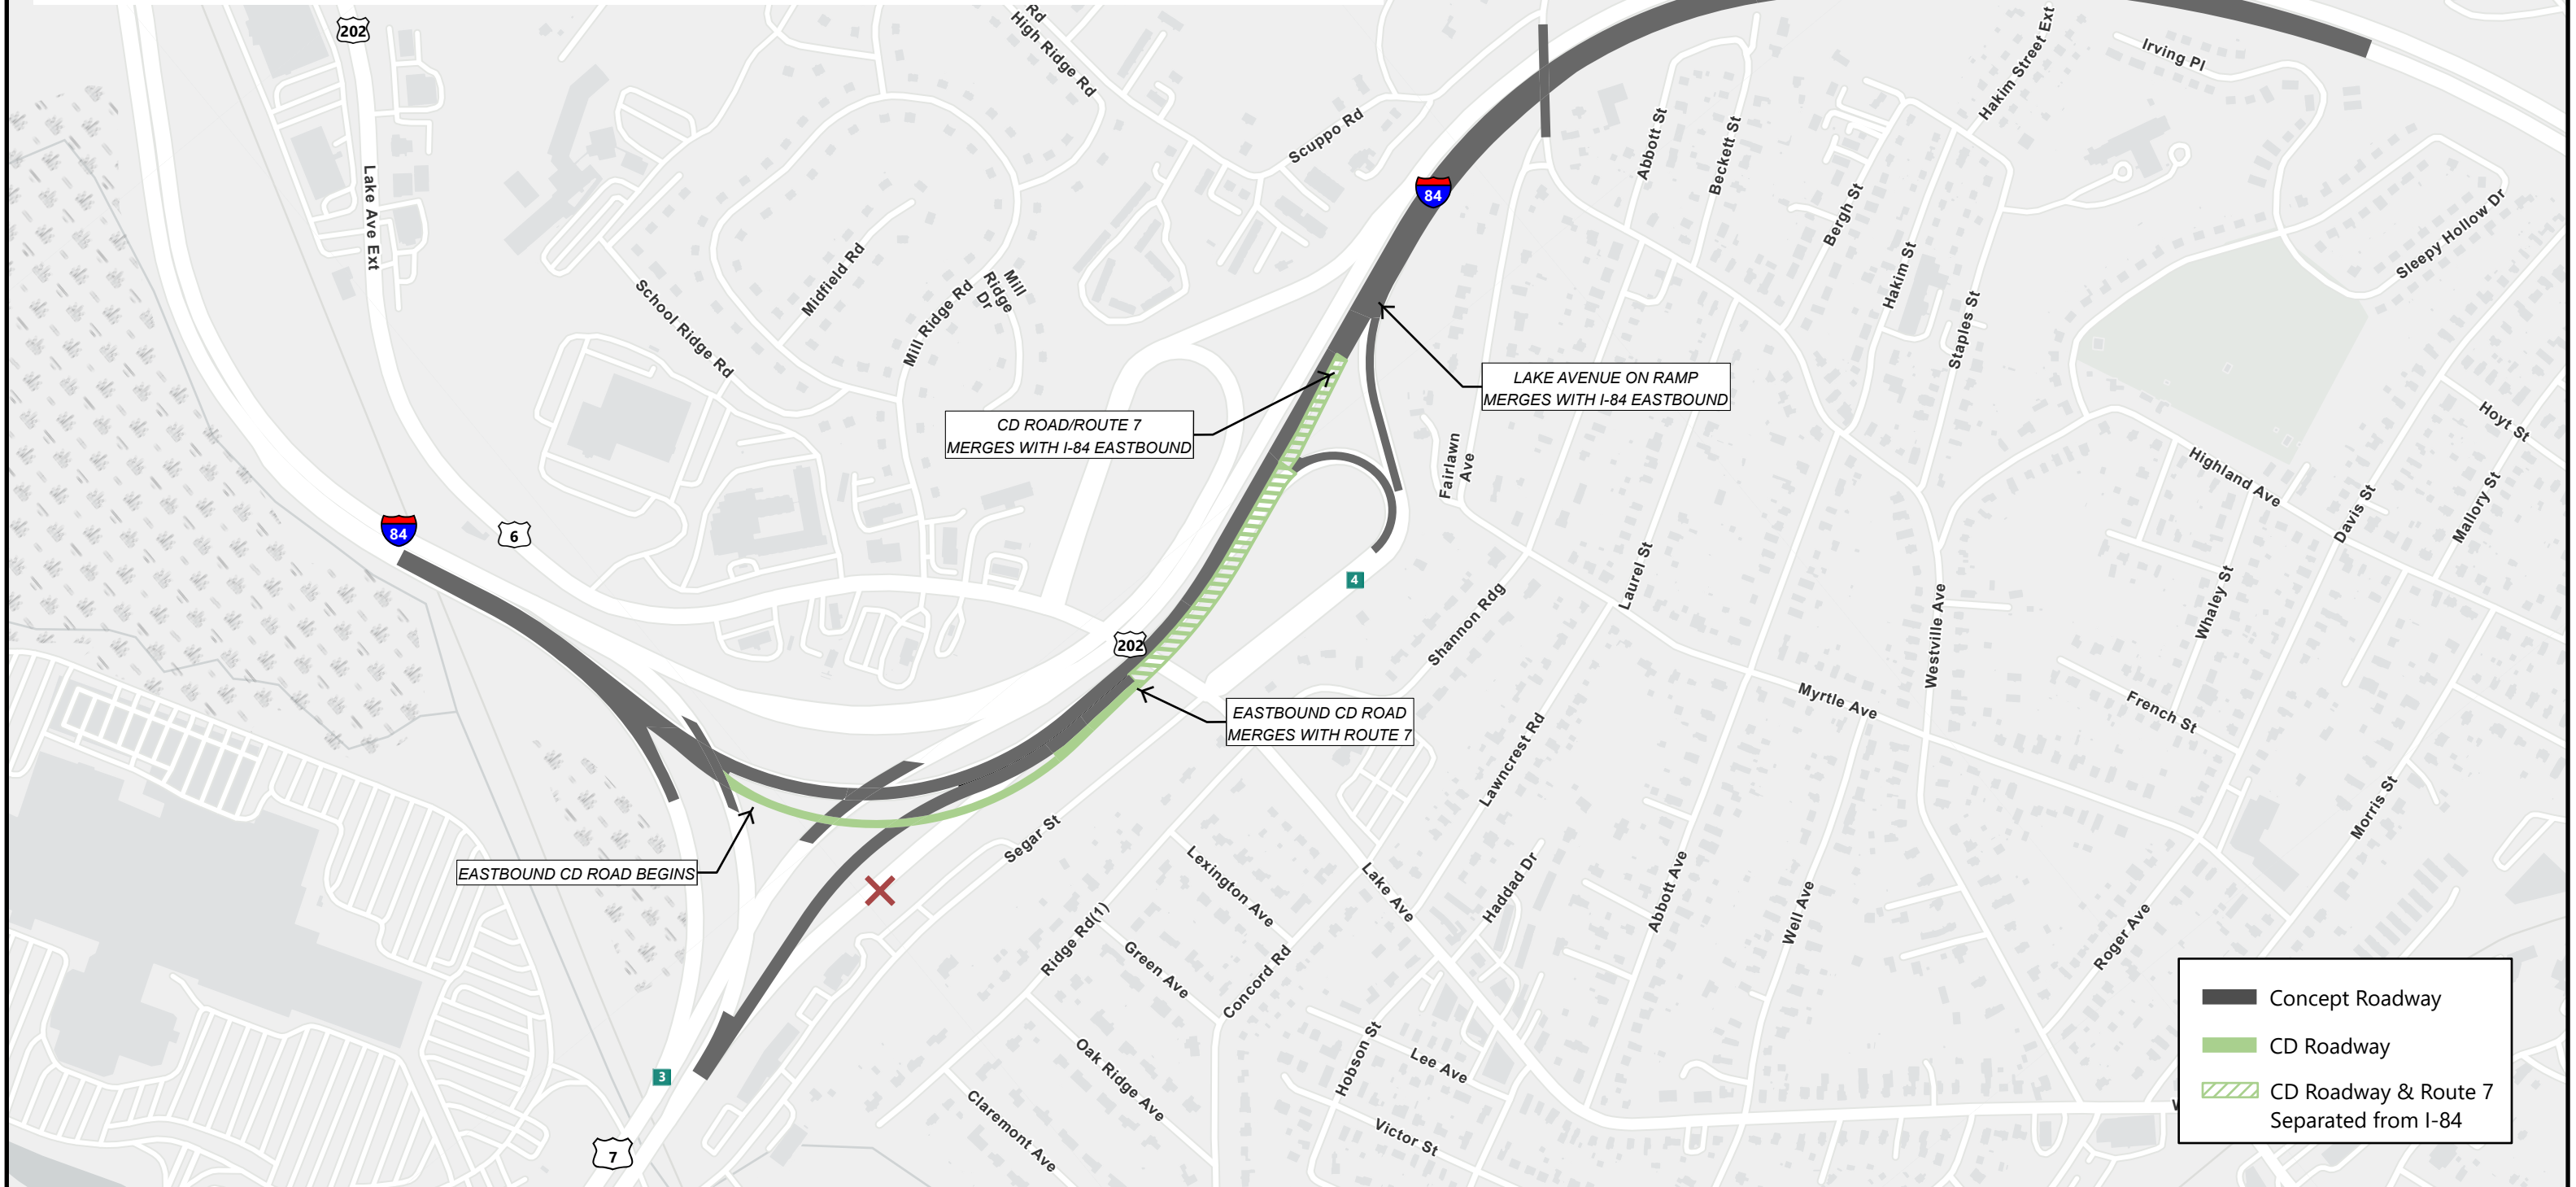 202
Rd
High Ridge Rd
Hakim Street Ext
Irving Pl
Scuppo Rd
Abbott St
Beckett St
84
Lake Ave Ext
Bergh St
Sleepy Hollow Dr
Hakim St
Midfield Rd
Mill
Ridge
Dr
Mill Ridge Rd
School Ridge Rd
Staples St
LAKE AVENUE ON RAMP
MERGES WITH I-84 EASTBOUND
CD ROAD/ROUTE 7
MERGES WITH I-84 EASTBOUND
Fairlawn
Ave
Hoyt St
Highland Ave
Mallory St
Davis St
84
6
4
Laurel St
Shannon Rdg
Whaley St
Westville Ave
202
EASTBOUND CD ROAD
MERGES WITH ROUTE 7
Myrtle Ave
French St
Lawncrest Rd
Morris St
Segar St
EASTBOUND CD ROAD BEGINS
Lexington Ave
Lake Ave
Haddad Dr
Abbott Ave
Well Ave
Roger Ave
Ridge Rd(1)
Green Ave
Concord Rd
Oak Ridge Ave
Hobson St
Lee Ave
3
Claremont Ave
Victor St
7
Concept Roadway
CD Roadway
CD Roadway & Route 7
Separated from I-84